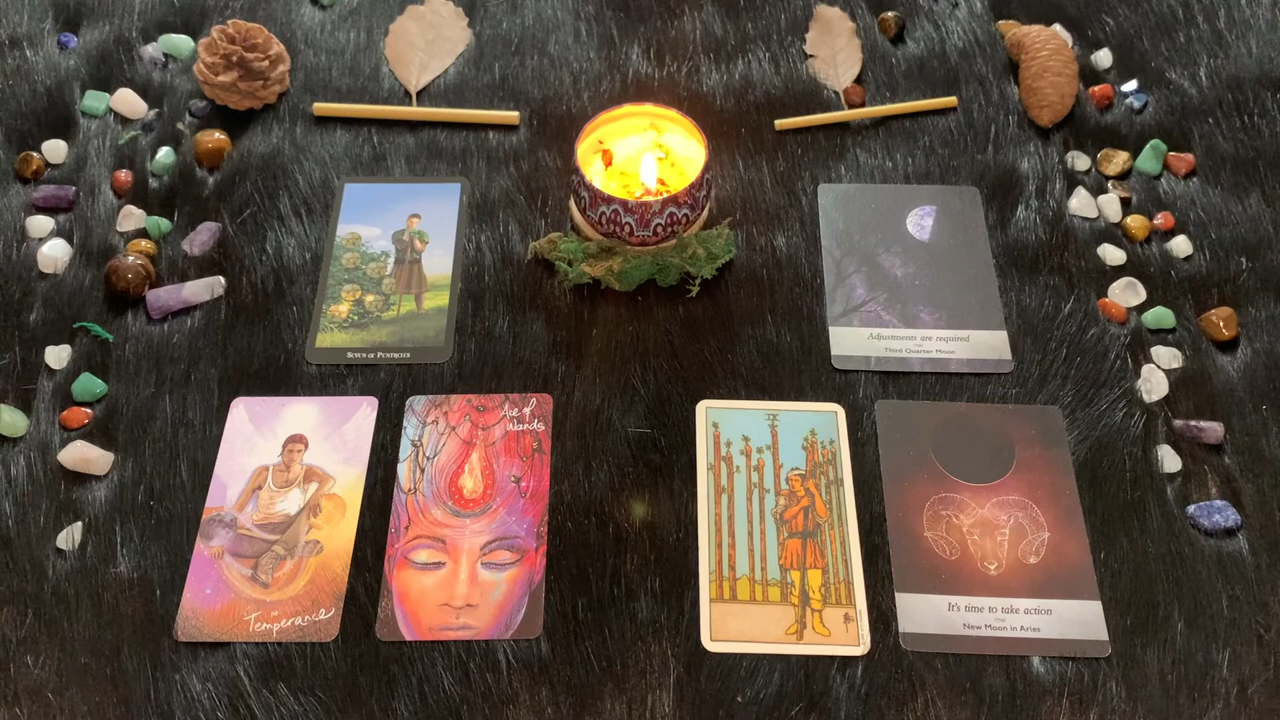 Seven of Pentacles
Adjustments are required
Third Quarter Moon
Temperance
Ace of
Wands
IX
It's time to take action
New Moon in Aries